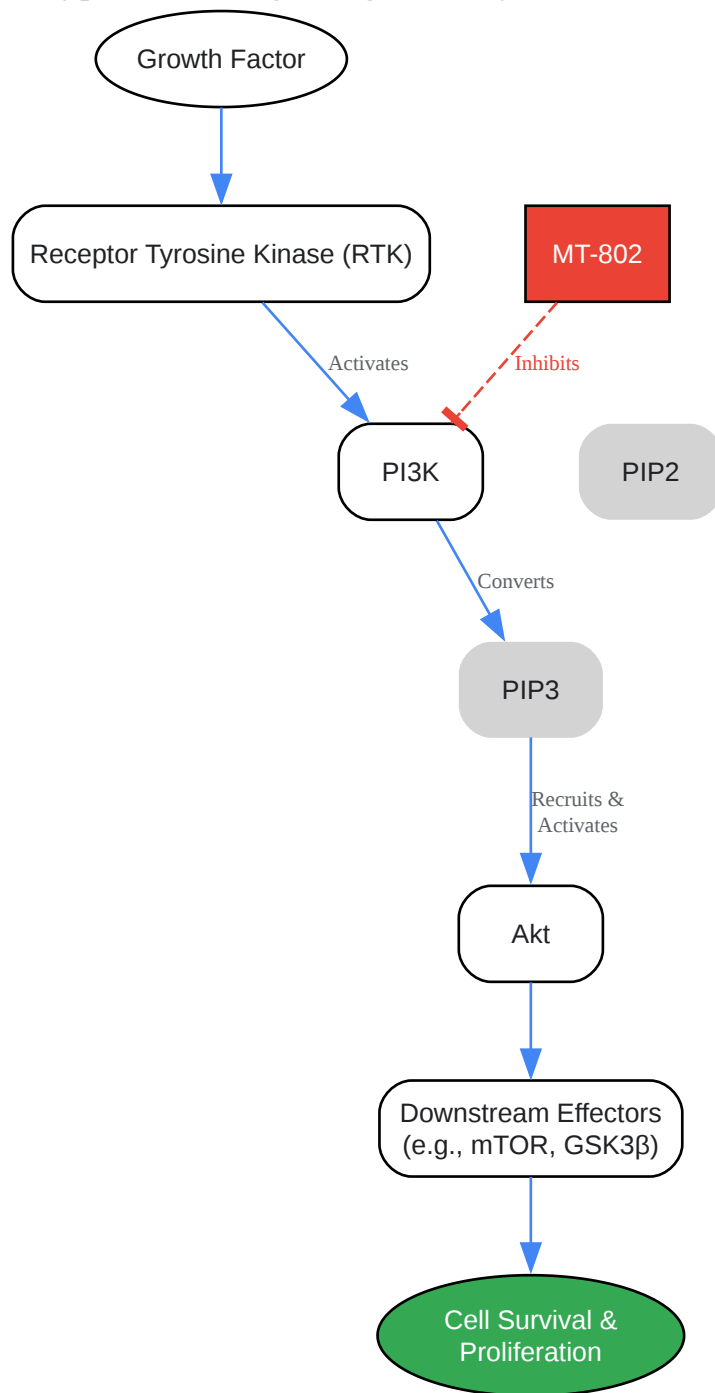 Growth Factor
Receptor Tyrosine Kinase (RTK)
MT-802
Activates
Inhibits
PI3K
PIP2
Converts
PIP3
Recruits &
Activates
Akt
Downstream Effectors
(e.g., mTOR, GSK3β)
Cell Survival &
Proliferation